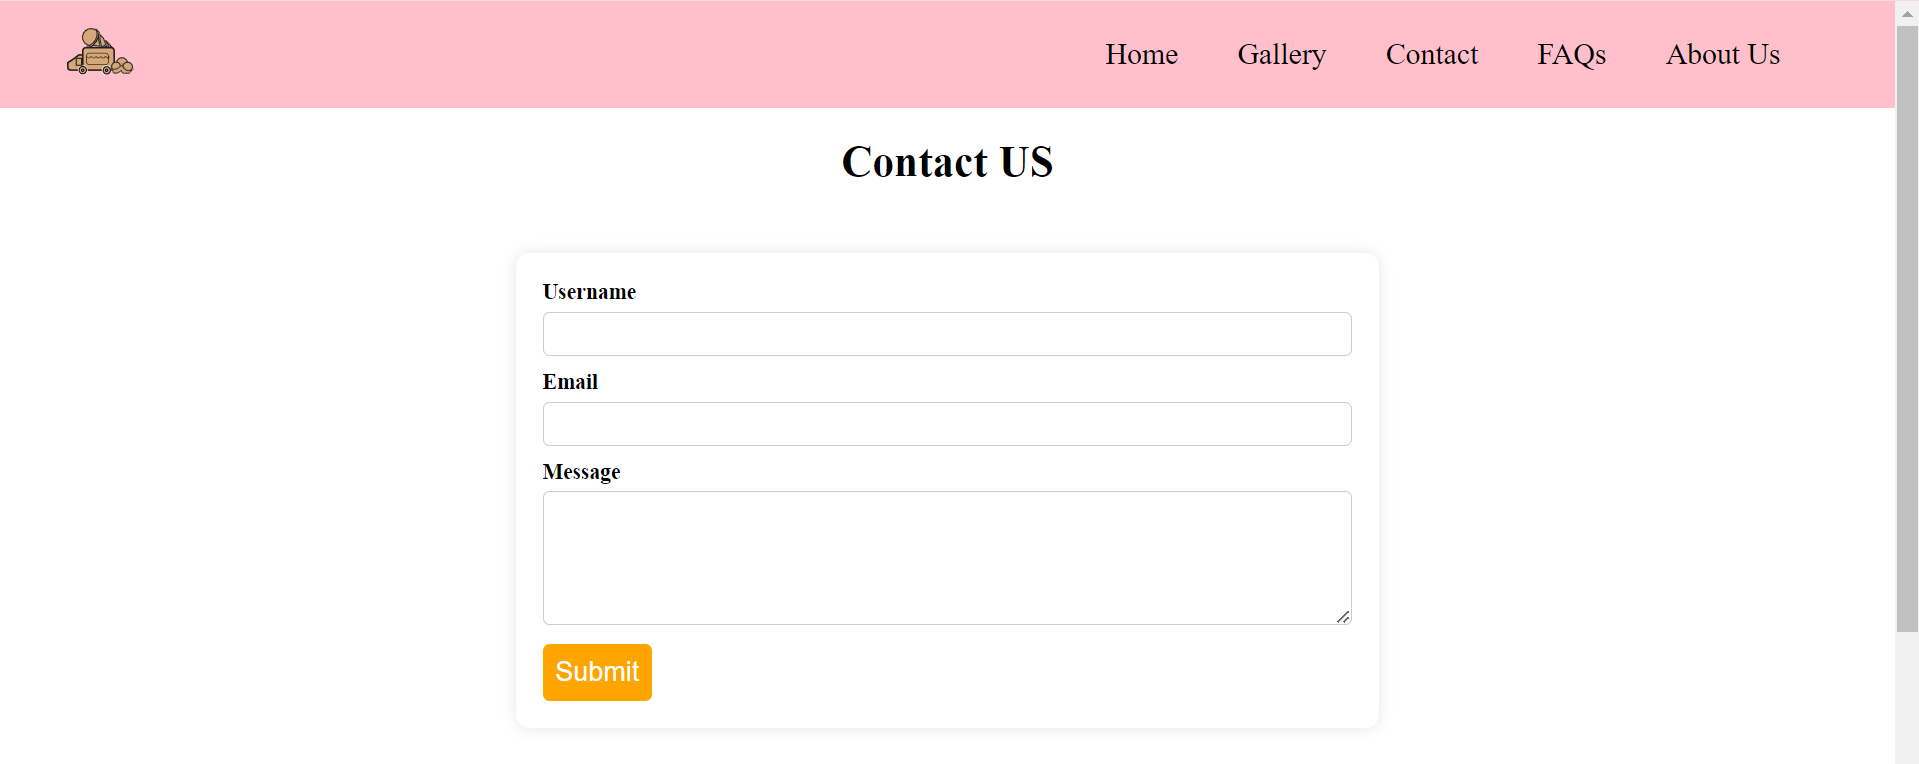 Home Gallery Contact FAQs About Us
Contact US
Username
Email
Message
Submit